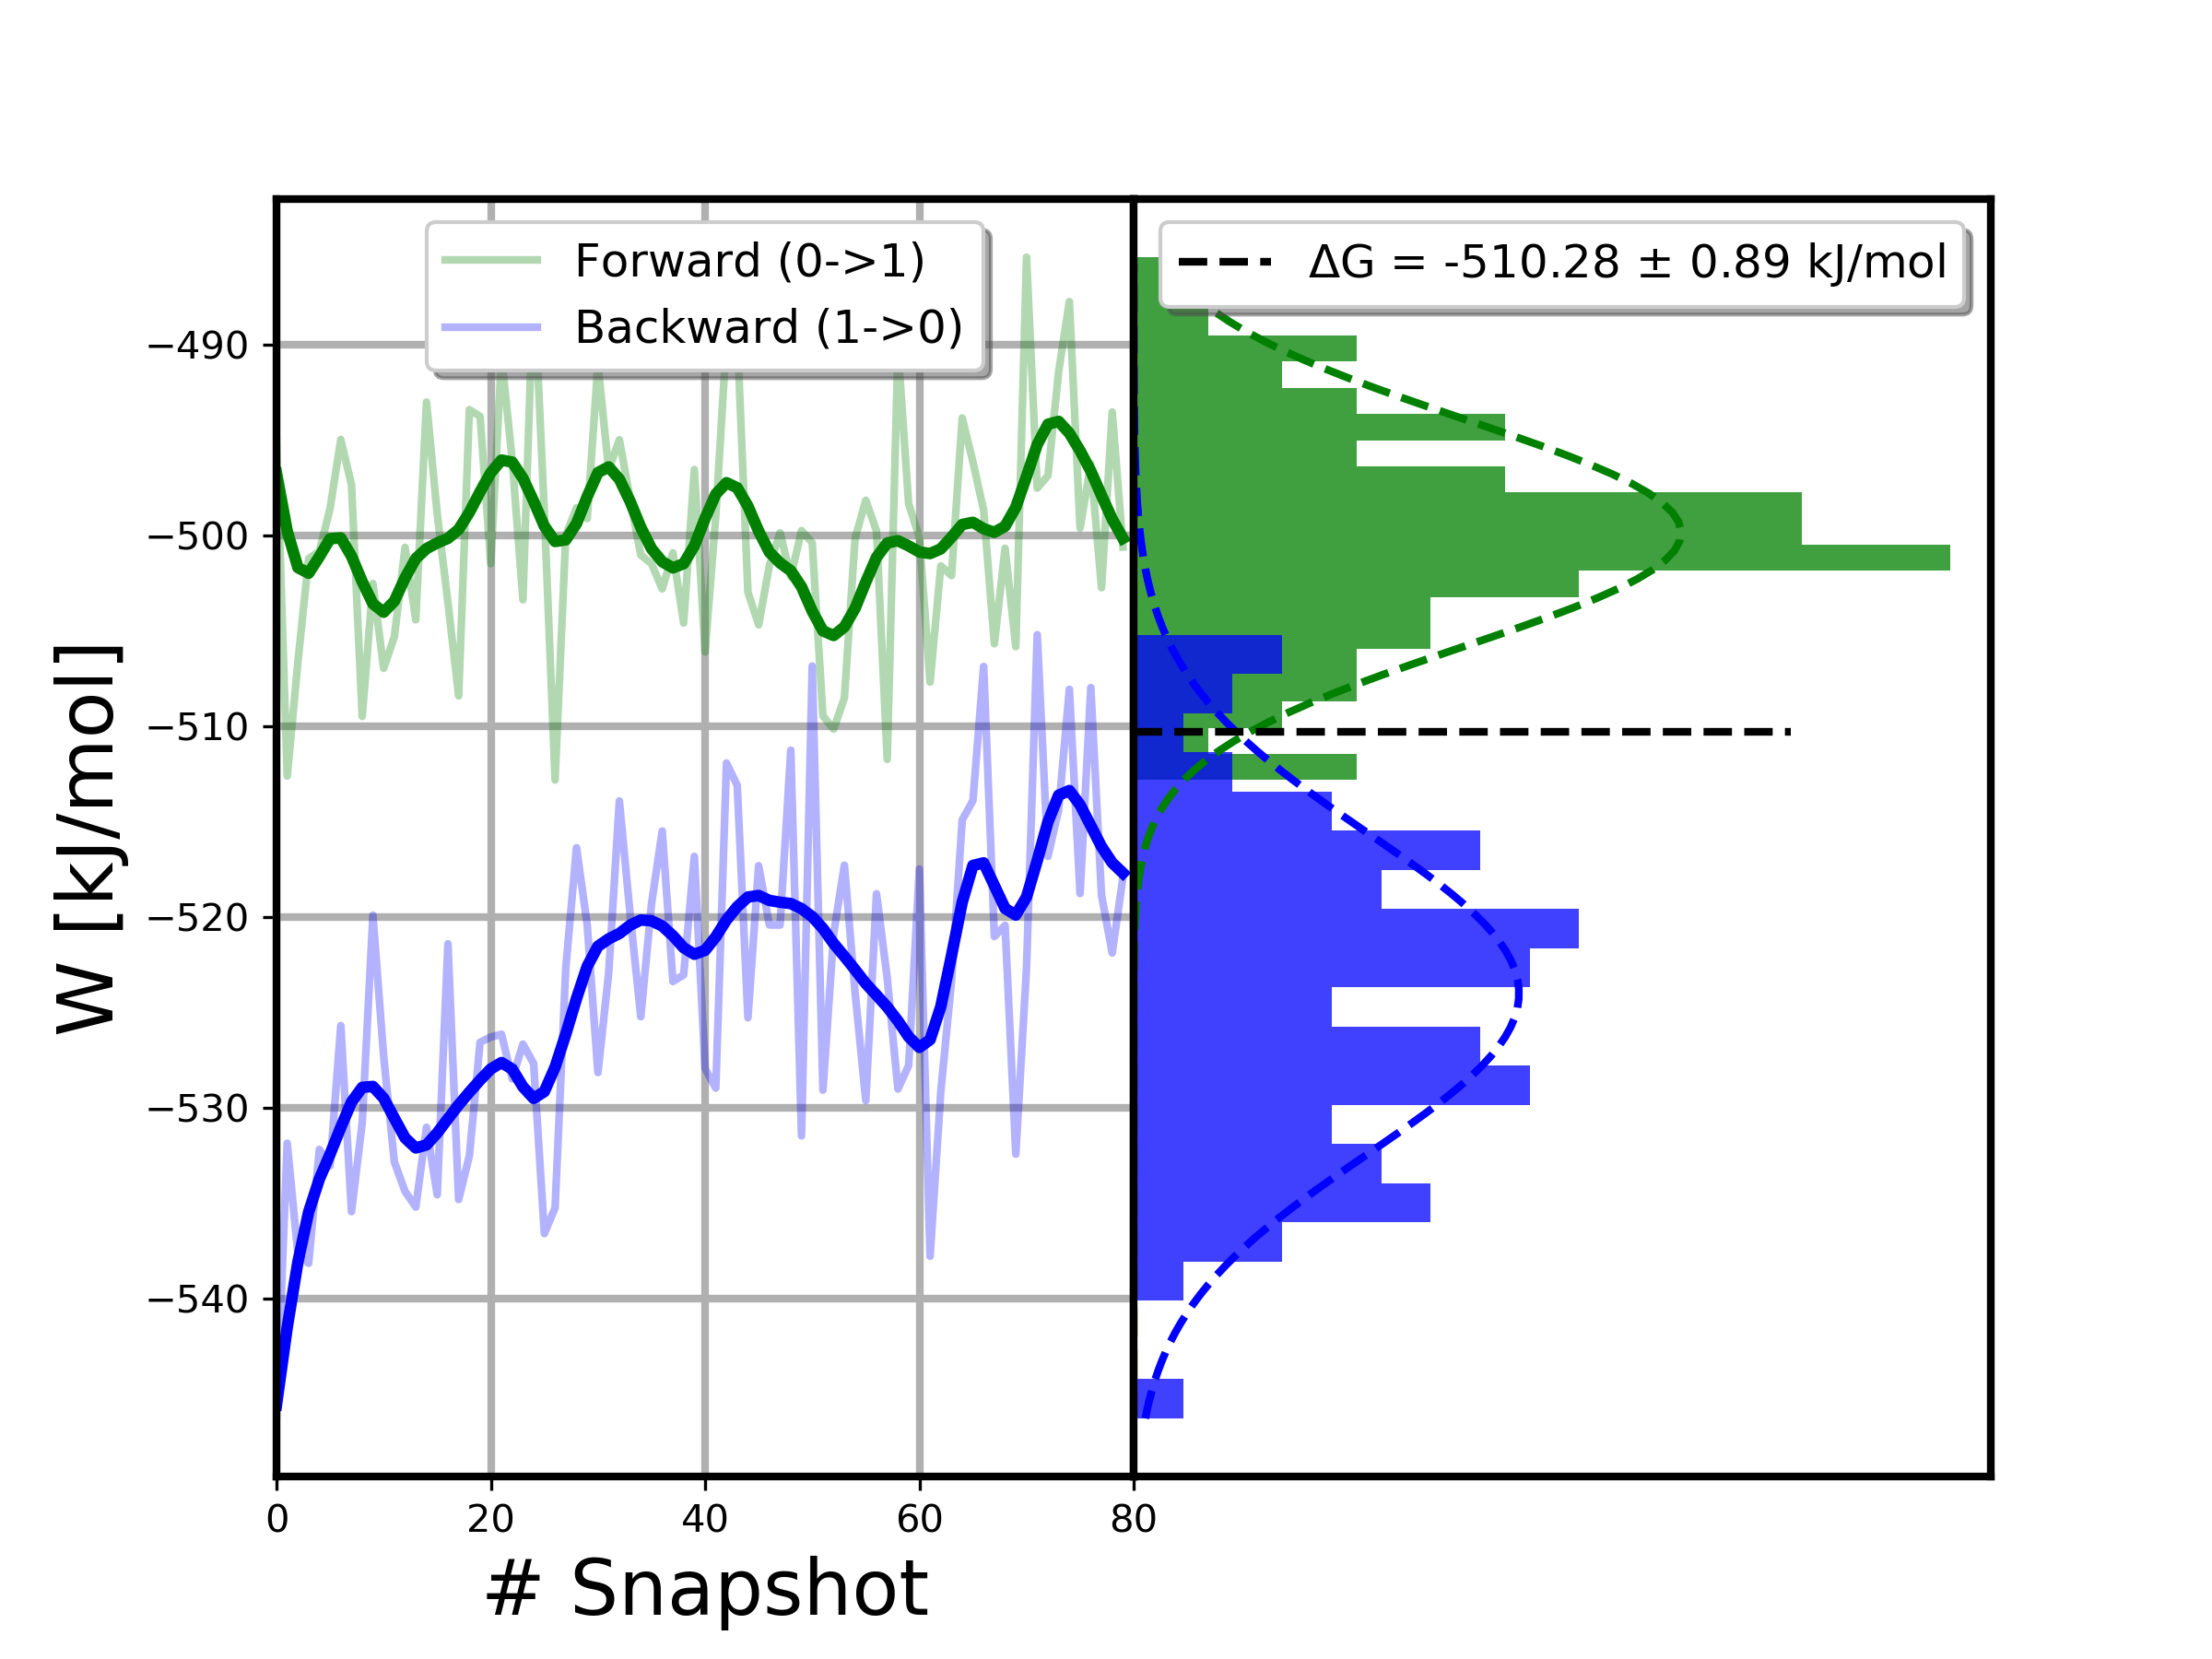 Forward (0->1)
Backward (1->0)
ΔG = -510.28 ± 0.89 kJ/mol
W [kJ/mol]
−490
−500
−510
−520
−530
−540
0 20 40 60 80
# Snapshot